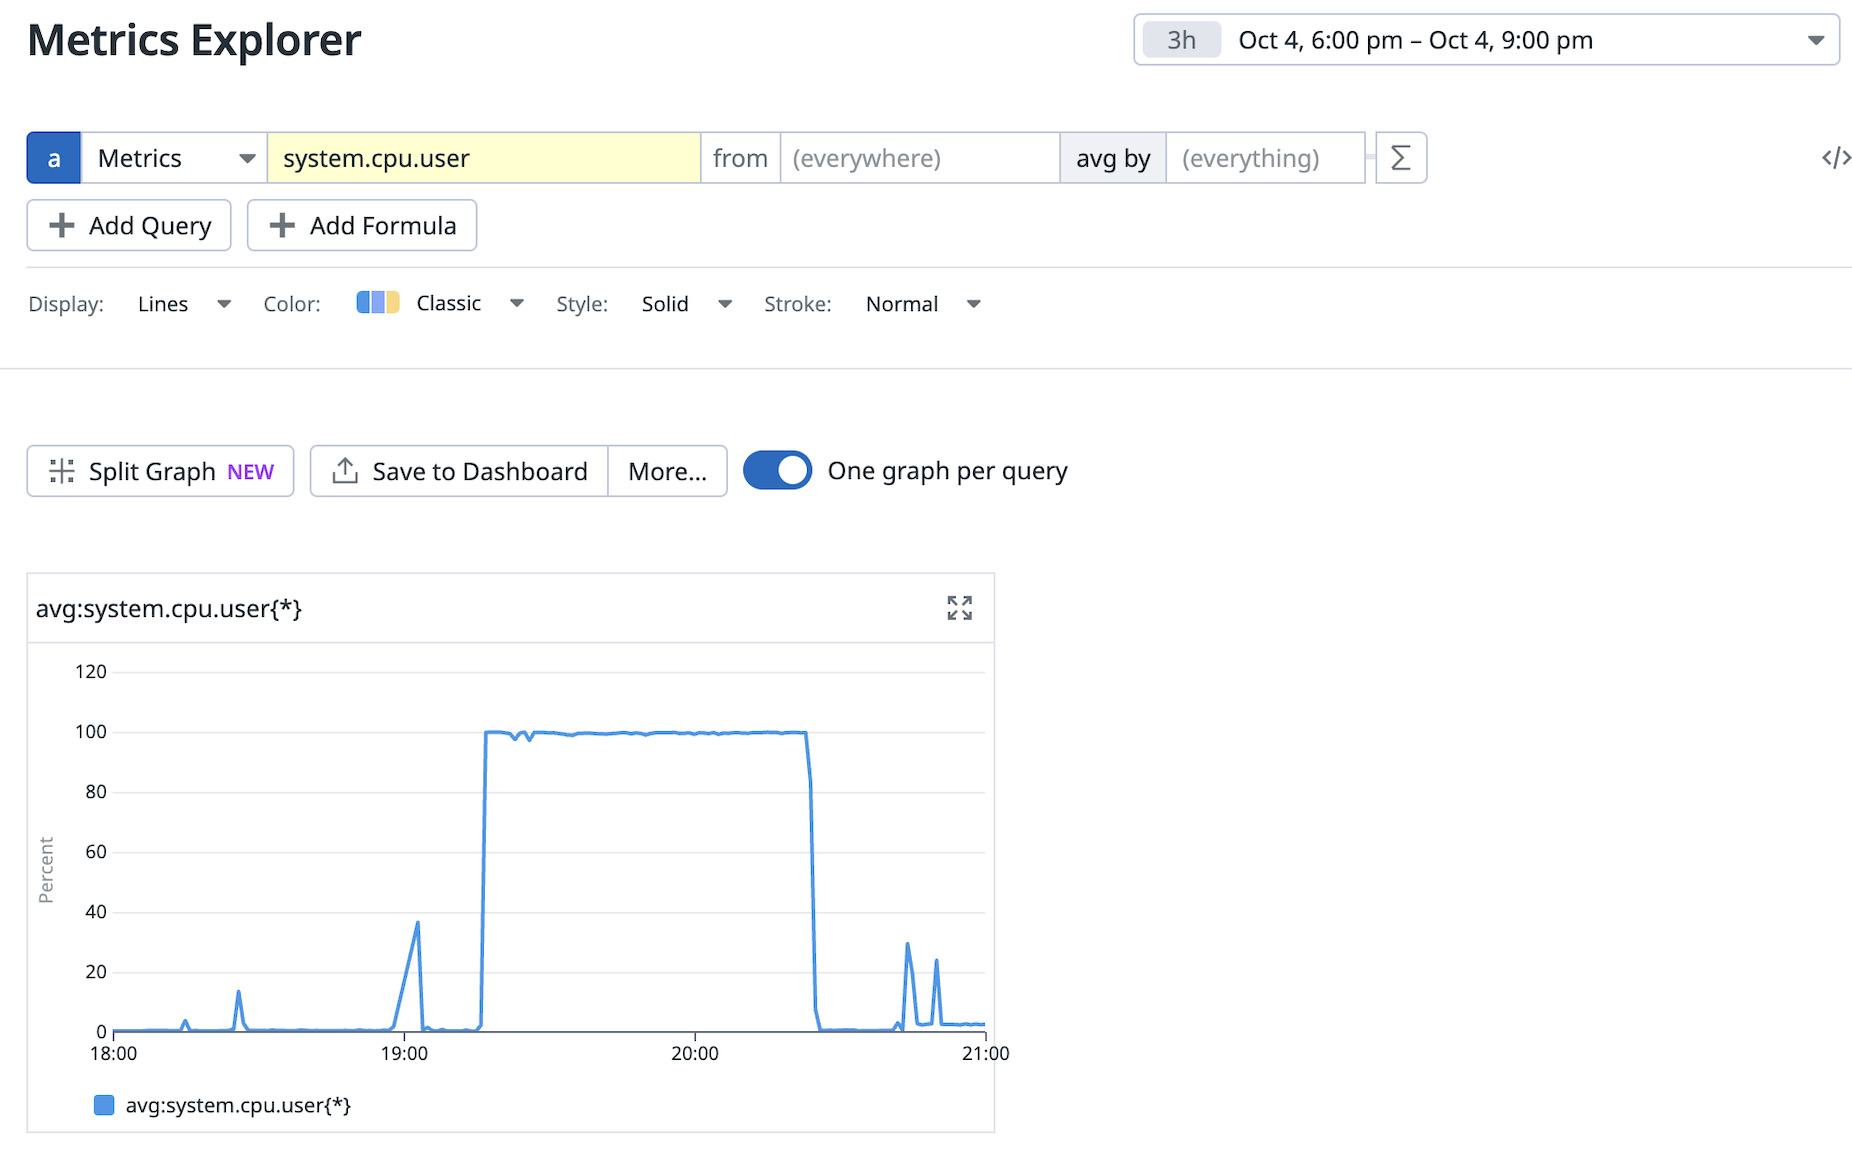 Metrics Explorer
3h Oct 4, 6:00 pm – Oct 4, 9:00 pm
a Metrics system.cpu.user from (everywhere) avg by (everything) Σ </>
Add Query Add Formula
Display: Lines Color: Classic Style: Solid Stroke: Normal
Split Graph NEW Save to Dashboard More... One graph per query
avg:system.cpu.user{*}
120
100
80
60
40
20
0
Percent
18:00 19:00 20:00 21:00
avg:system.cpu.user{*}